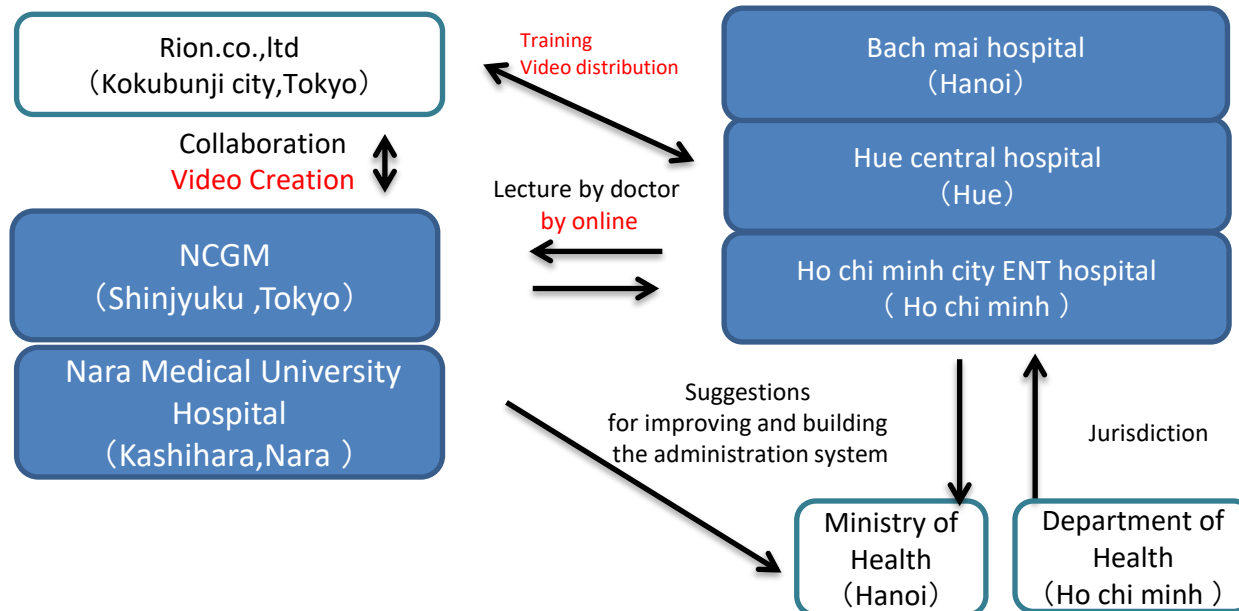 Rion.co.,ltd
（Kokubunji city,Tokyo）
Training
Video distribution
Bach mai hospital
（Hanoi）
Collaboration
Video Creation
Hue central hospital
（Hue）
Lecture by doctor
by online
NCGM
（Shinjyuku ,Tokyo）
Ho chi minh city ENT hospital
（ Ho chi minh ）
Nara Medical University
Hospital
（Kashihara,Nara ）
Suggestions
for improving and building
the administration system
Jurisdiction
Ministry of
Health
（Hanoi）
Department of
Health
（Ho chi minh ）